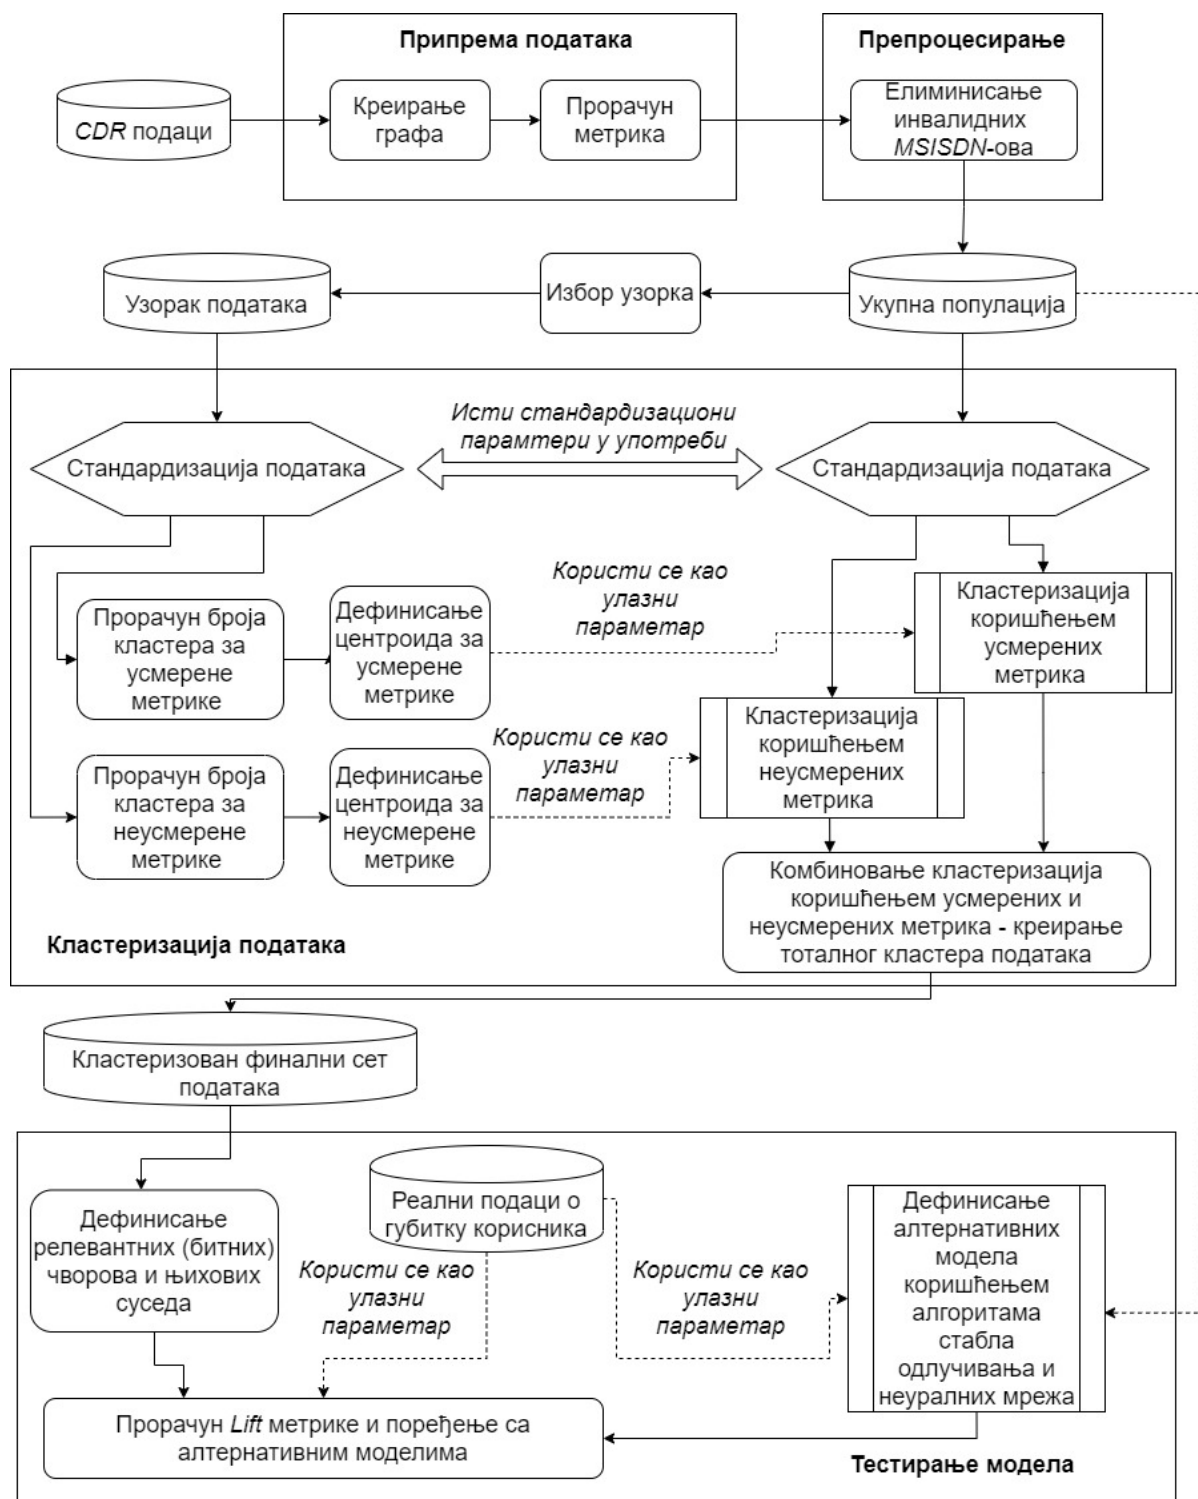 Припрема података
Препроцесирање
CDR подаци
Креирање
графа
Прорачун
метрика
Елиминисање
инвалидних
MSISDN-ова
Узорак података
Избор узорка
Укупна популација
Исти стандардизациони
парамтери у употреби
Стандардизација података
Стандардизација података
Користи се као
улазни
параметар
Прорачун броја
кластера за
усмерене
метрике
Дефинисање
центроида за
усмерене
метрике
Кластеризација
коришћењем
усмерених
метрика
Користи се као
улазни
параметар
Кластеризација
коришћењем
неусмерених
метрика
Прорачун броја
кластера за
неусмерене
метрике
Дефинисање
центроида за
неусмерене
метрике
Комбиновање кластеризација
коришћењем усмерених и
неусмерених метрика - креирање
тоталног кластера података
Кластеризација података
Кластеризован финални сет
података
Реални подаци о
губитку корисника
Дефинисање
релевантних (битних)
чворова и њихових
суседа
Користи се као
улазни
параметар
Користи се као
улазни
параметар
Дефинисање
алтернативних
модела
коришћењем
алгоритама
стабла
одлучивања и
неуралних мрежа
Прорачун Lift метрике и поређење са
алтернативним моделима
Тестирање модела